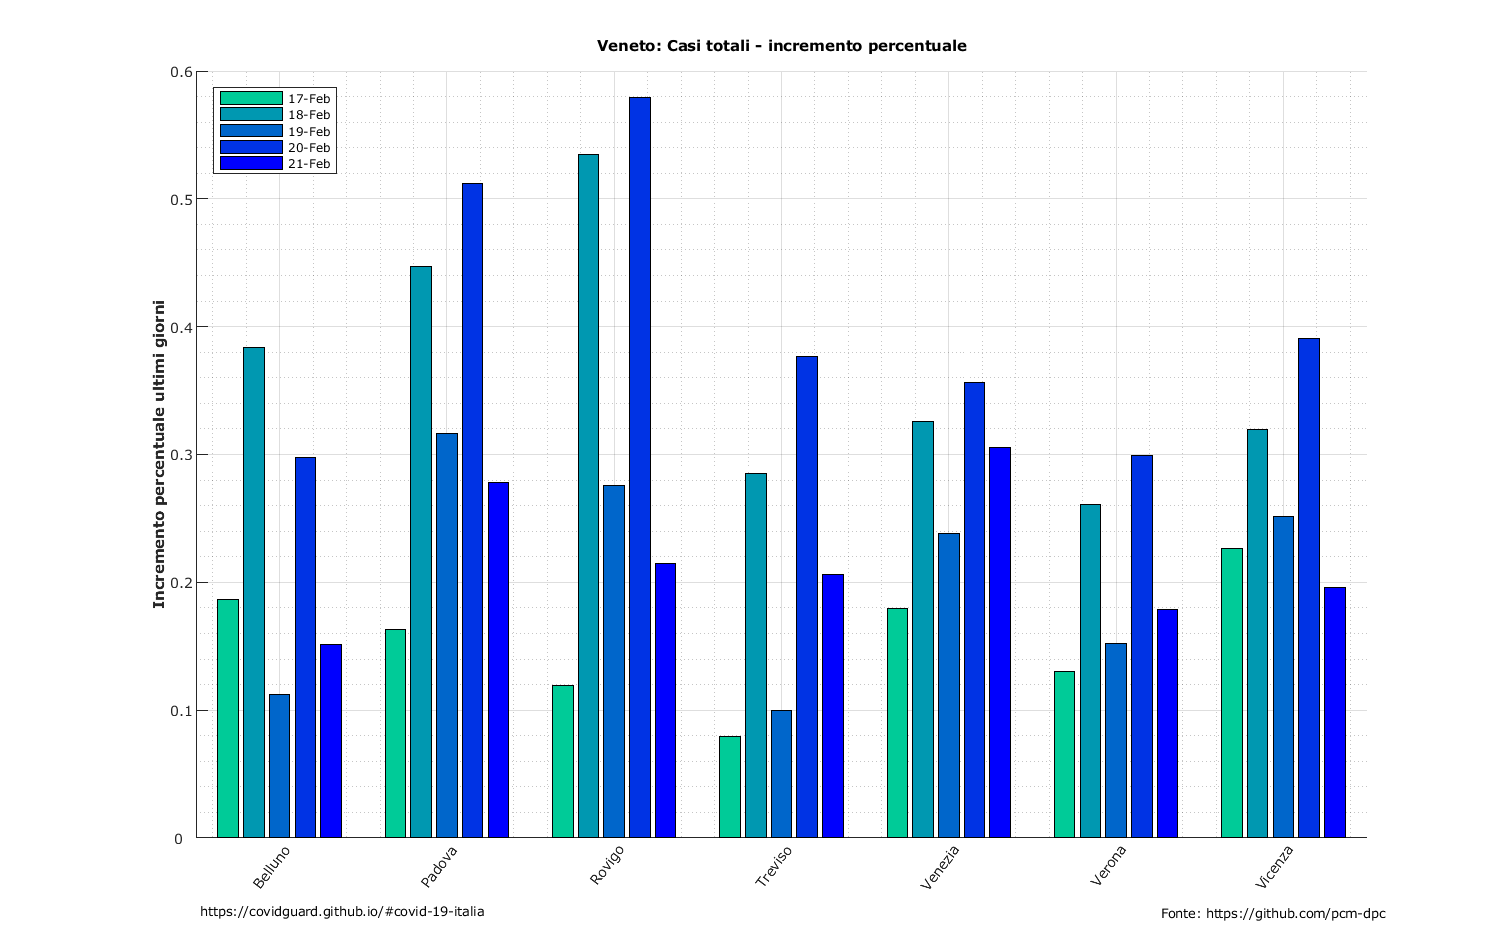 Veneto: Casi totali - incremento percentuale
0.6
0.5
0.4
0.3
0.2
0.1
0
Incremento percentuale ultimi giorni
17-Feb
18-Feb
19-Feb
20-Feb
21-Feb
Belluno
Padova
Rovigo
Treviso
Venezia
Verona
Vicenza
https://covidguard.github.io/#covid-19-italia
Fonte: https://github.com/pcm-dpc